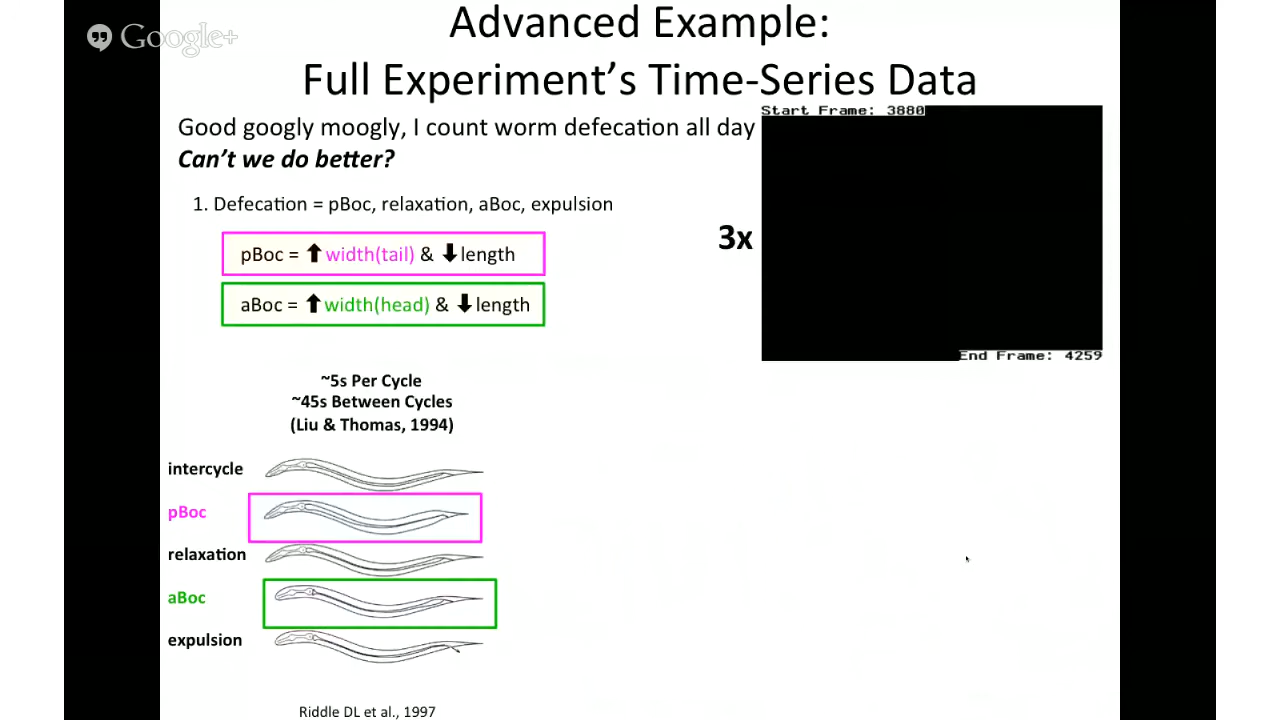 Google+
Advanced Example:
Full Experiment's Time-Series Data
Good googly moogly, I count worm defecation all day
Can't we do better?
Start Frame: 3880
1. Defecation = pBoc, relaxation, aBoc, expulsion
pBoc = ⬆ width(tail) & ⬇ length
3x
aBoc = ⬆ width(head) & ⬇ length
End Frame: 4259
~5s Per Cycle
~45s Between Cycles
(Liu & Thomas, 1994)
intercycle
pBoc
relaxation
aBoc
expulsion
Riddle DL et al., 1997